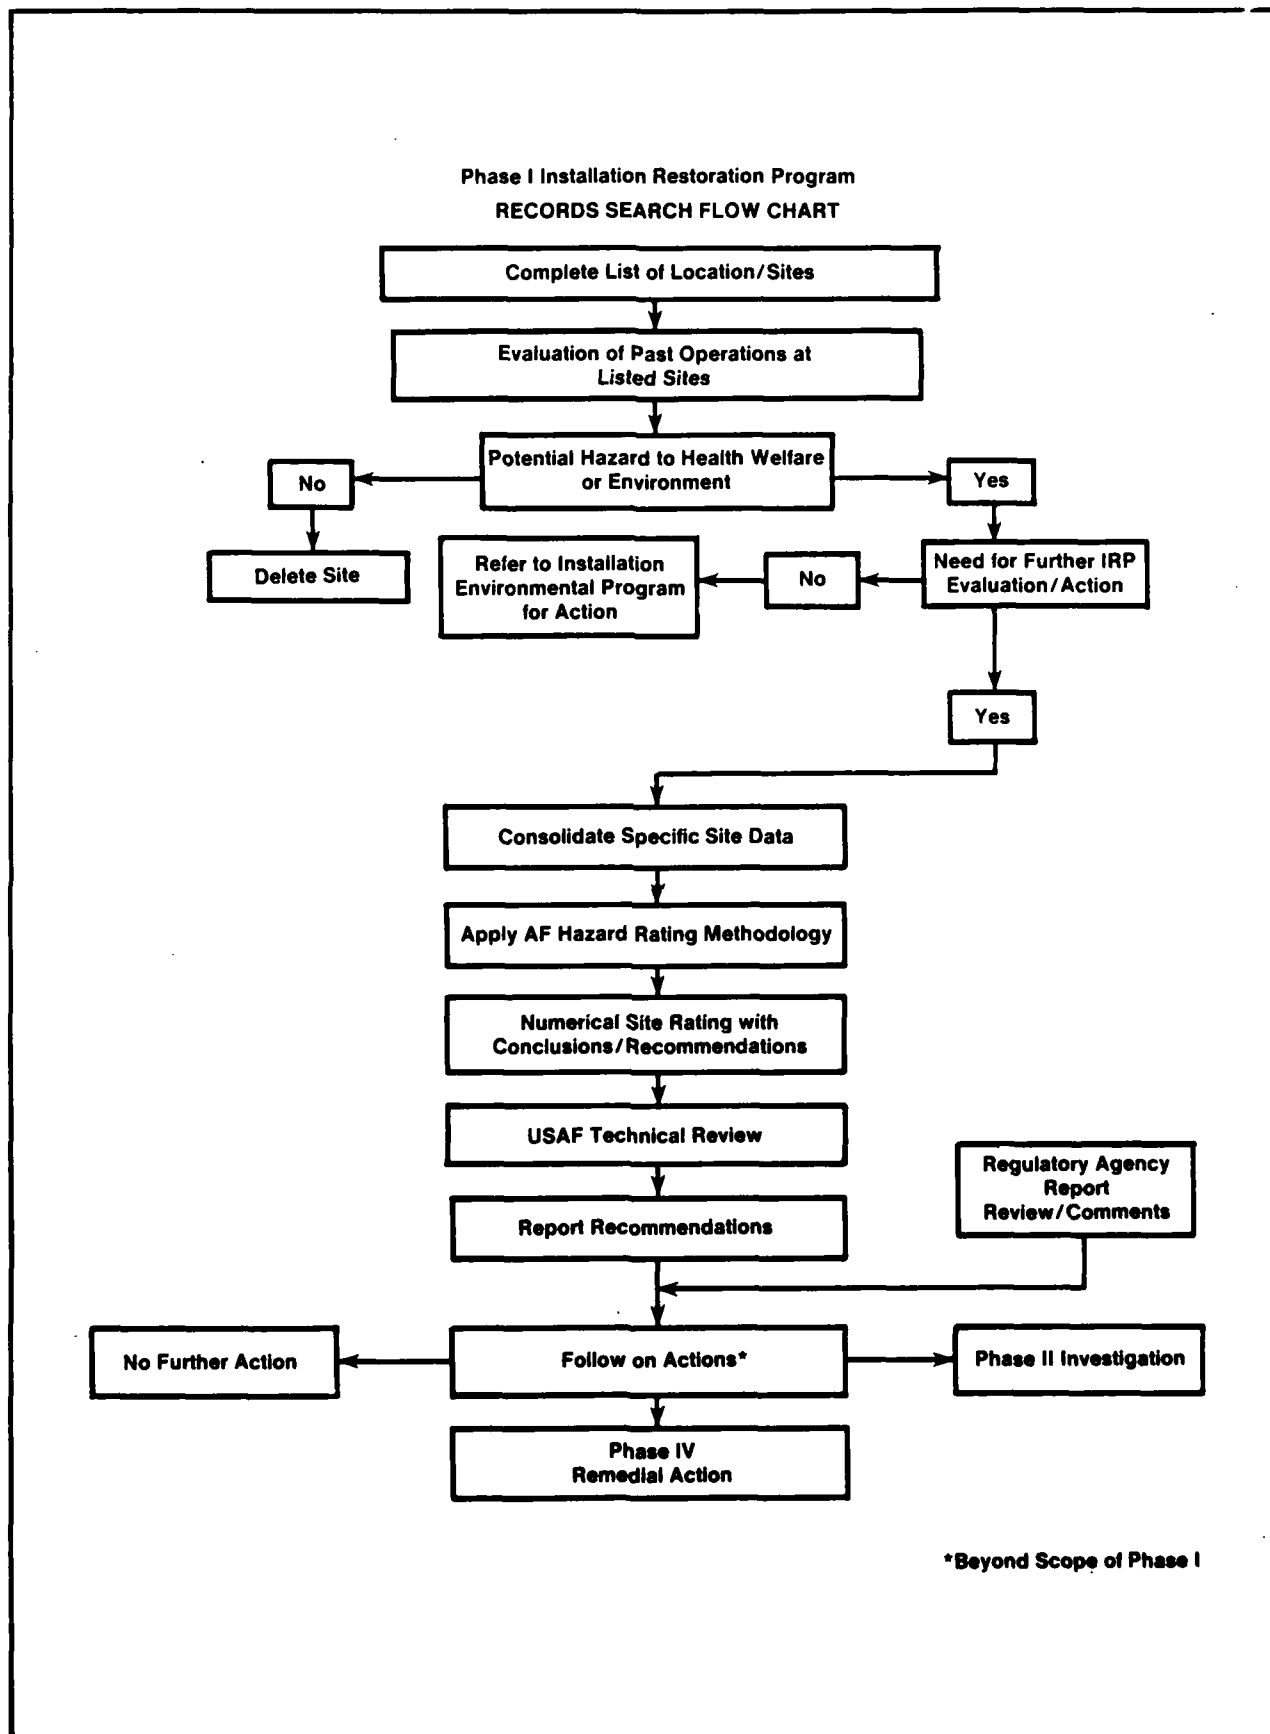 Phase I Installation Restoration Program
RECORDS SEARCH FLOW CHART
Complete List of Location/Sites
Evaluation of Past Operations at
Listed Sites
Potential Hazard to Health Welfare
or Environment
No
Yes
Delete Site
Refer to Installation
Environmental Program
for Action
No
Need for Further IRP
Evaluation/Action
Yes
Consolidate Specific Site Data
Apply AF Hazard Rating Methodology
Numerical Site Rating with
Conclusions/Recommendations
USAF Technical Review
Regulatory Agency
Report
Review/Comments
Report Recommendations
No Further Action
Follow on Actions*
Phase II Investigation
Phase IV
Remedial Action
*Beyond Scope of Phase I